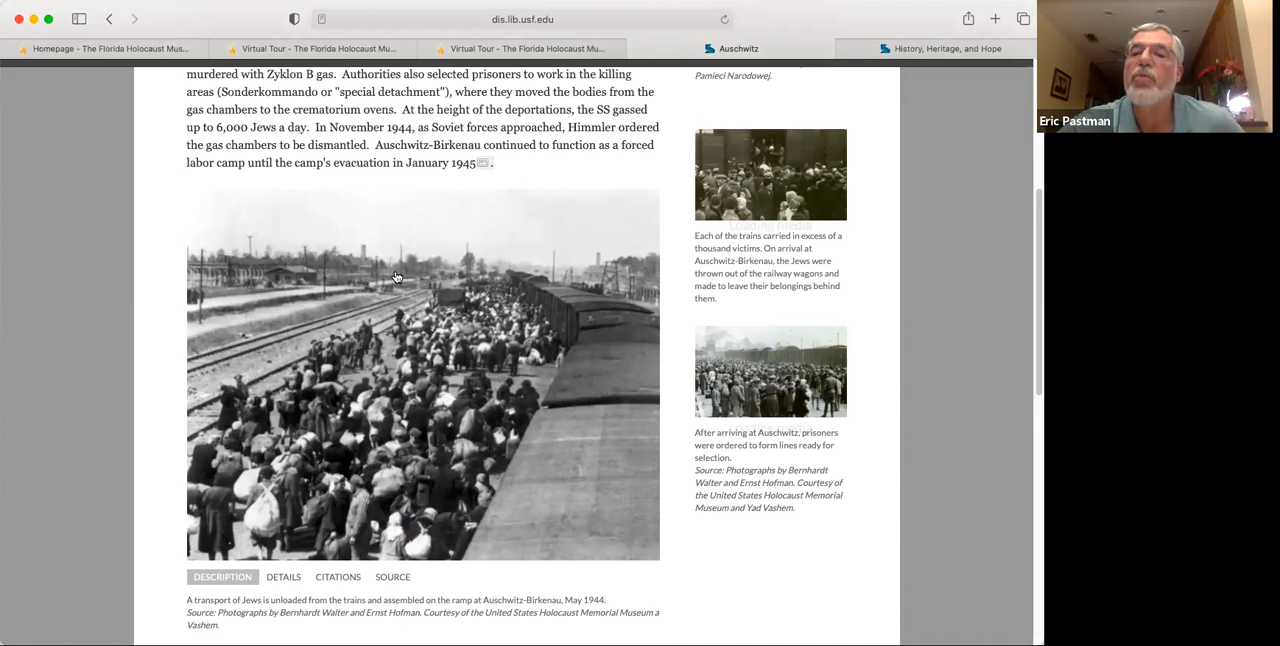 dis.lib.usf.edu
Homepage - The Florida Holocaust Mus...
Virtual Tour - The Florida Holocaust Mu...
Virtual Tour - The Florida Holocaust Mu...
Auschwitz
History, Heritage, and Hope
murdered with Zyklon B gas.  Authorities also selected prisoners to work in the killing
areas (Sonderkommando or "special detachment"), where they moved the bodies from the
gas chambers to the crematorium ovens.  At the height of the deportations, the SS gassed
up to 6,000 Jews a day.  In November 1944, as Soviet forces approached, Himmler ordered
the gas chambers to be dismantled.  Auschwitz-Birkenau continued to function as a forced
labor camp until the camp's evacuation in January 1945 .
DESCRIPTION DETAILS CITATIONS SOURCE
A transport of Jews is unloaded from the trains and assembled on the ramp at Auschwitz-Birkenau, May 1944.
Source: Photographs by Bernhardt Walter and Ernst Hofman. Courtesy of the United States Holocaust Memorial Museum a
Vashem.
Pamieci Narodowej.
Loading media
Each of the trains carried in excess of a
thousand victims. On arrival at
Auschwitz-Birkenau, the Jews were
thrown out of the railway wagons and
made to leave their belongings behind
them.
After arriving at Auschwitz, prisoners
were ordered to form lines ready for
selection.
Source: Photographs by Bernhardt
Walter and Ernst Hofman. Courtesy of
the United States Holocaust Memorial
Museum and Yad Vashem.
Eric Pastman